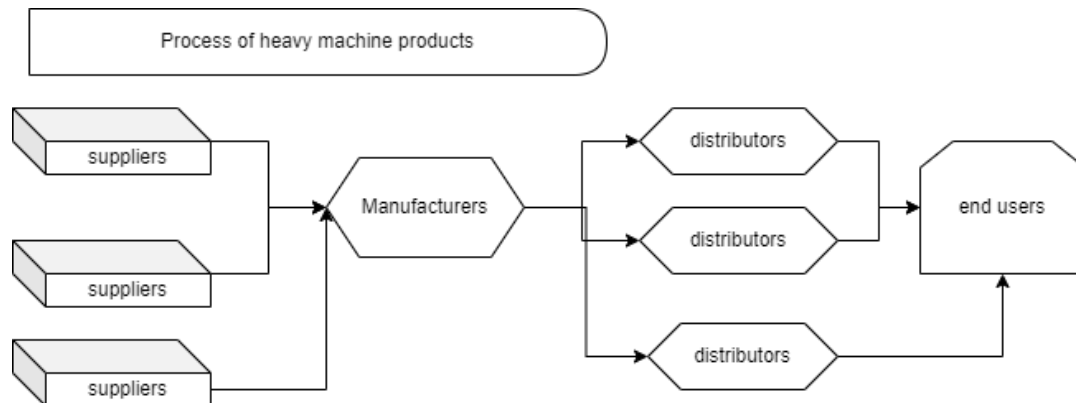 Process of heavy machine products
suppliers
suppliers
suppliers
Manufacturers
distributors
distributors
distributors
end users